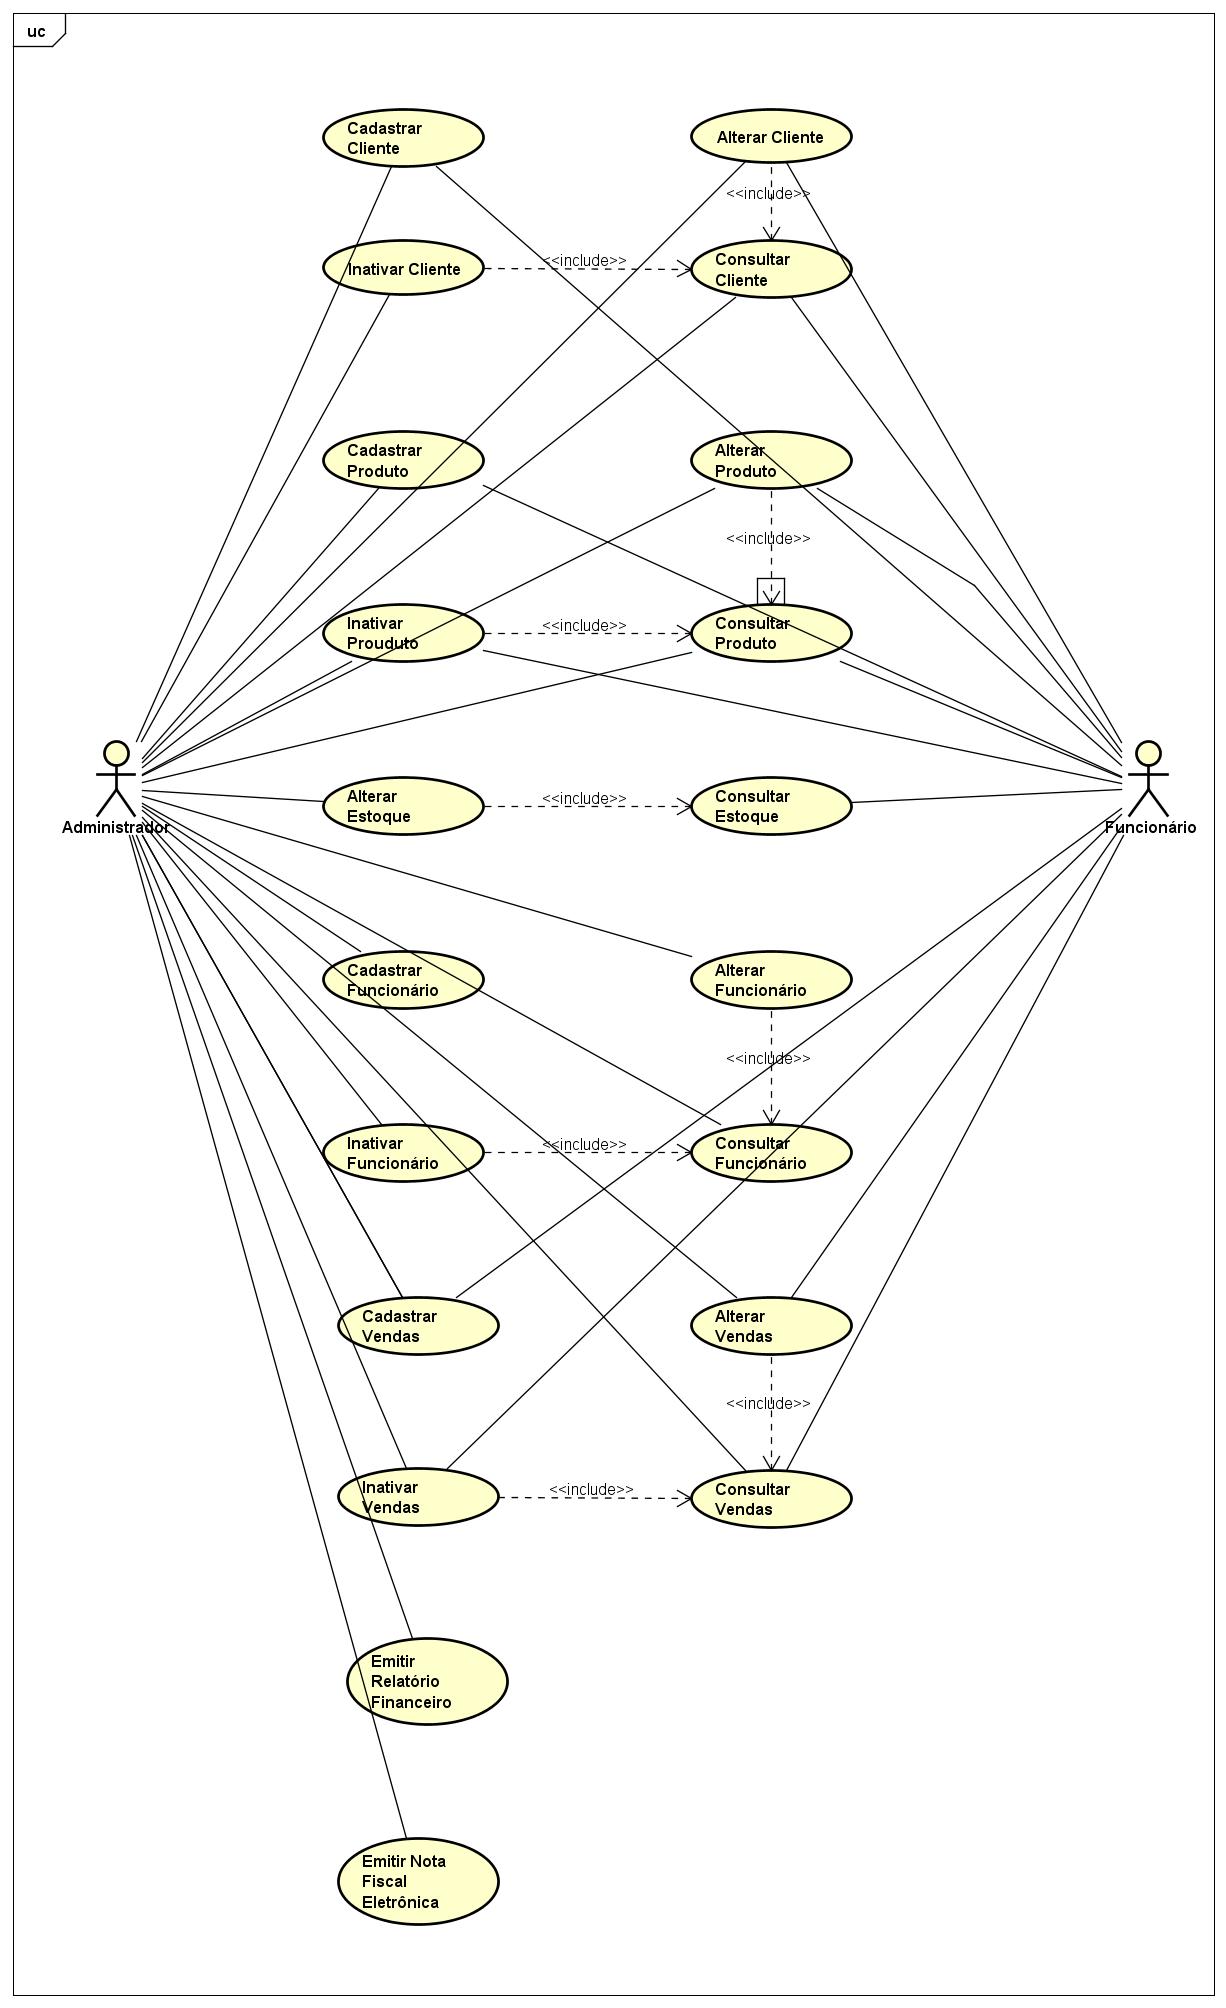 uc
Cadastrar
Cliente
Alterar Cliente
<<include>>
Inativar Cliente
<<include>>
Consultar
Cliente
Cadastrar
Produto
Alterar
Produto
<<include>>
Inativar
Prouduto
<<include>>
Consultar
Produto
Administrador
Alterar
Estoque
<<include>>
Consultar
Estoque
Funcionário
Cadastrar
Funcionário
Alterar
Funcionário
<<include>>
Inativar
Funcionário
<<include>>
Consultar
Funcionário
Cadastrar
Vendas
Alterar
Vendas
<<include>>
Inativar
Vendas
<<include>>
Consultar
Vendas
Emitir
Relatório
Financeiro
Emitir Nota
Fiscal
Eletrônica